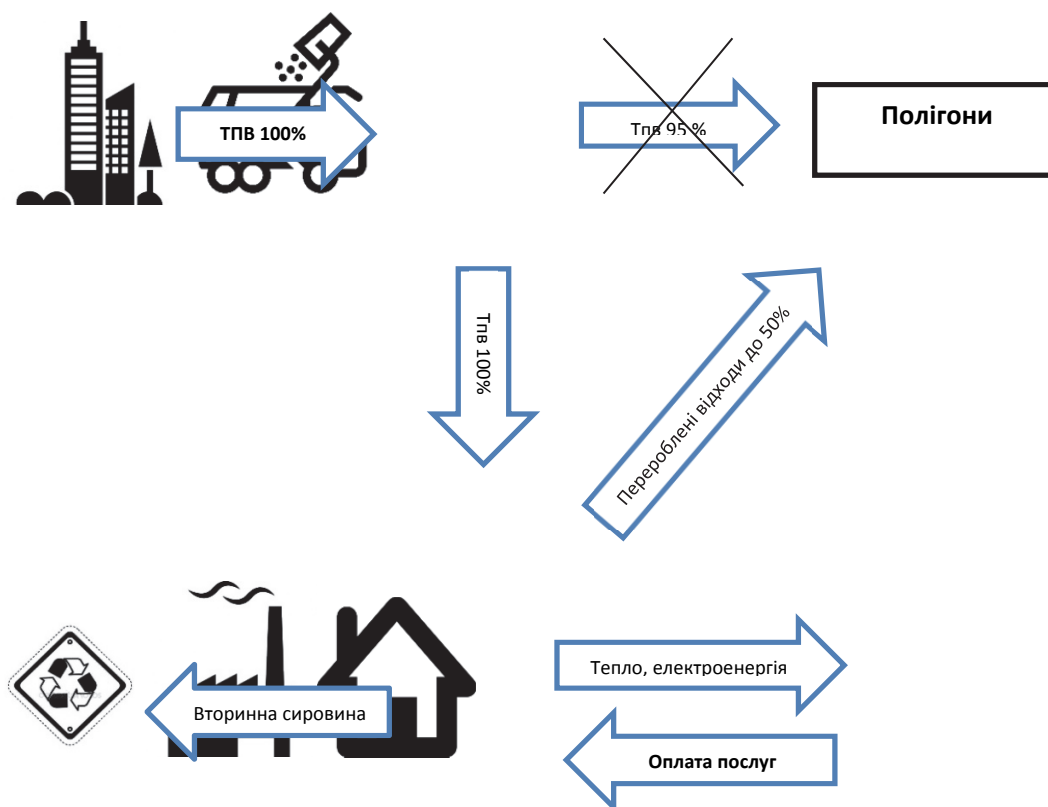 ТПВ 100%
Тпв 95 %
Полігони
Тпв 100%
Перероблені відходи до 50%
Тепло, електроенергія
Вторинна сировина
Оплата послуг